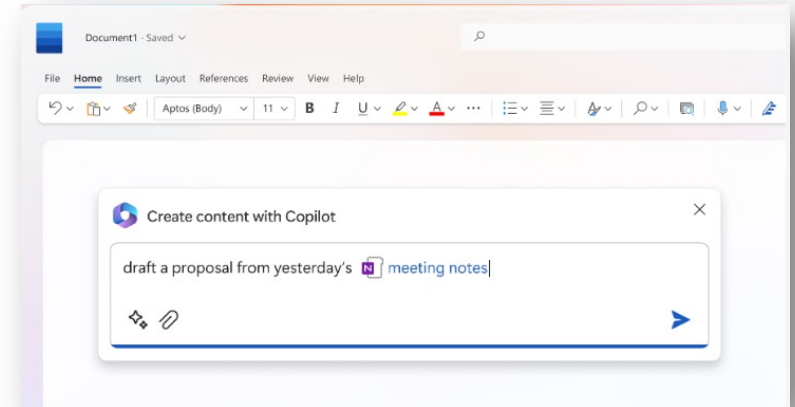 Document1 · Saved
File Home Insert Layout References Review View Help
Aptos (Body) 11 B I U A A
Create content with Copilot
draft a proposal from yesterday's N meeting notes